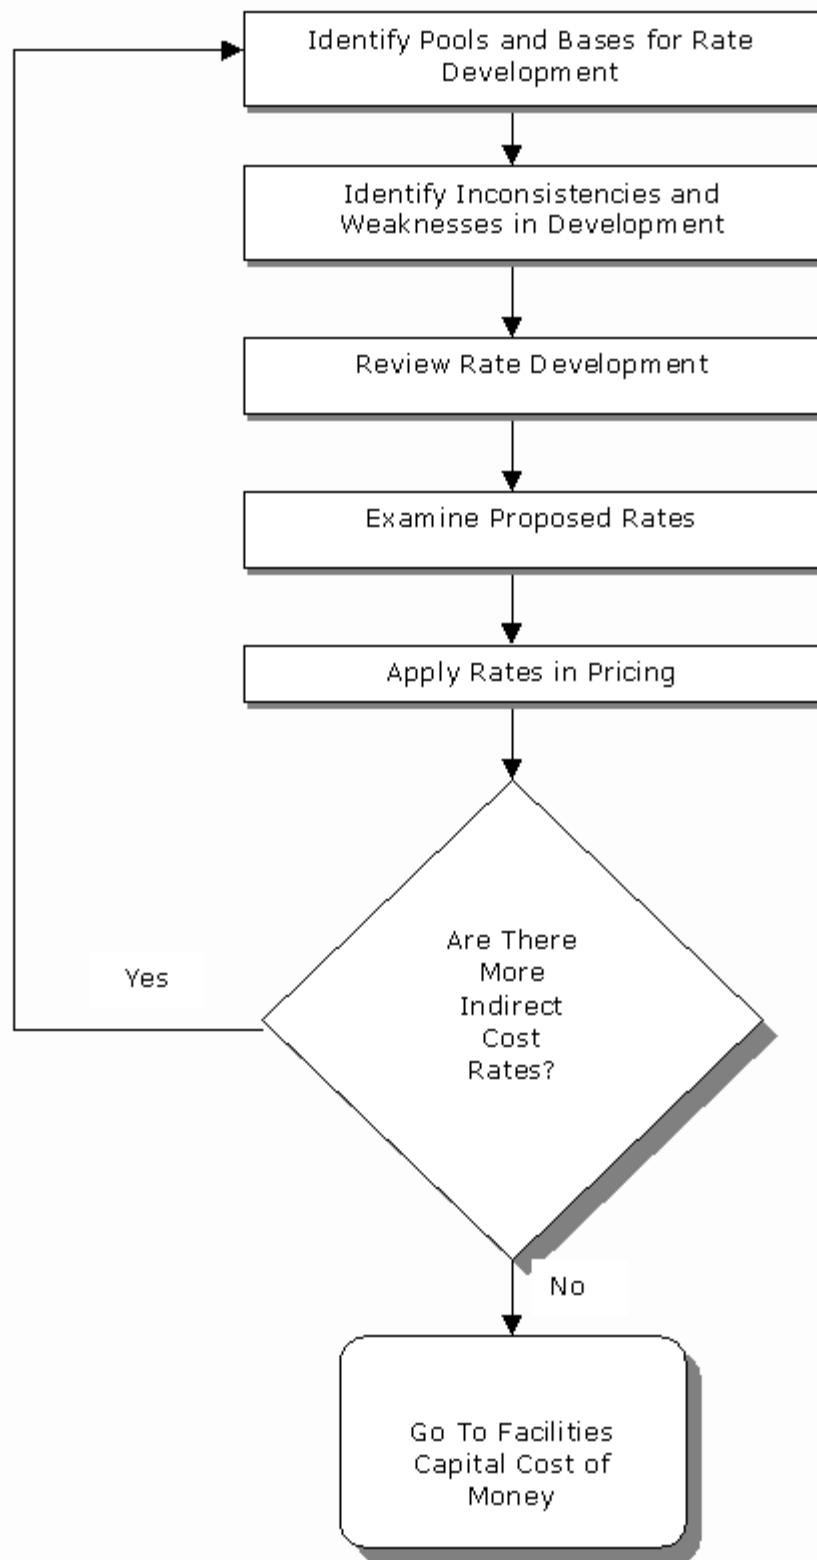 Identify Pools and Bases for Rate
Development
Identify Inconsistencies and
Weaknesses in Development
Review Rate Development
Examine Proposed Rates
Apply Rates in Pricing
Are There
More
Indirect
Cost
Rates?
Yes
No
Go To Facilities
Capital Cost of
Money